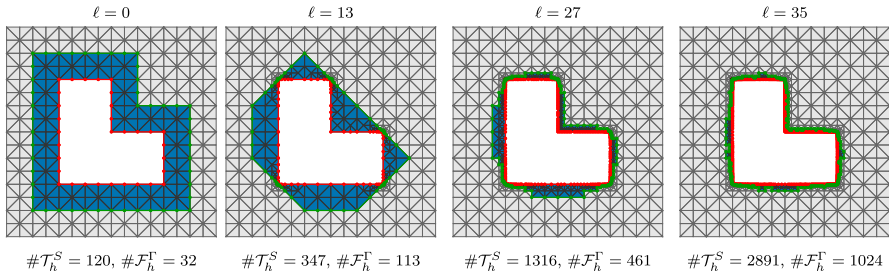 ℓ = 0 ℓ = 13 ℓ = 27 ℓ = 35
#𝒯_h^S = 120, #ℱ_h^Γ = 32 #𝒯_h^S = 347, #ℱ_h^Γ = 113 #𝒯_h^S = 1316, #ℱ_h^Γ = 461 #𝒯_h^S = 2891, #ℱ_h^Γ = 1024